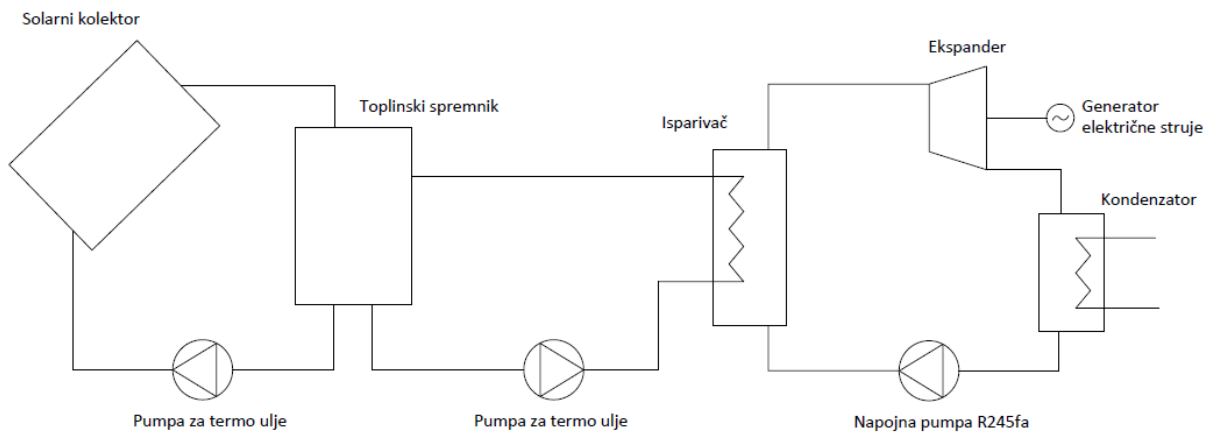 Solarni kolektor
Toplinski spremnik
Isparivač
Ekspander
Generator
električne struje
Kondenzator
Pumpa za termo ulje
Pumpa za termo ulje
Napojna pumpa R245fa